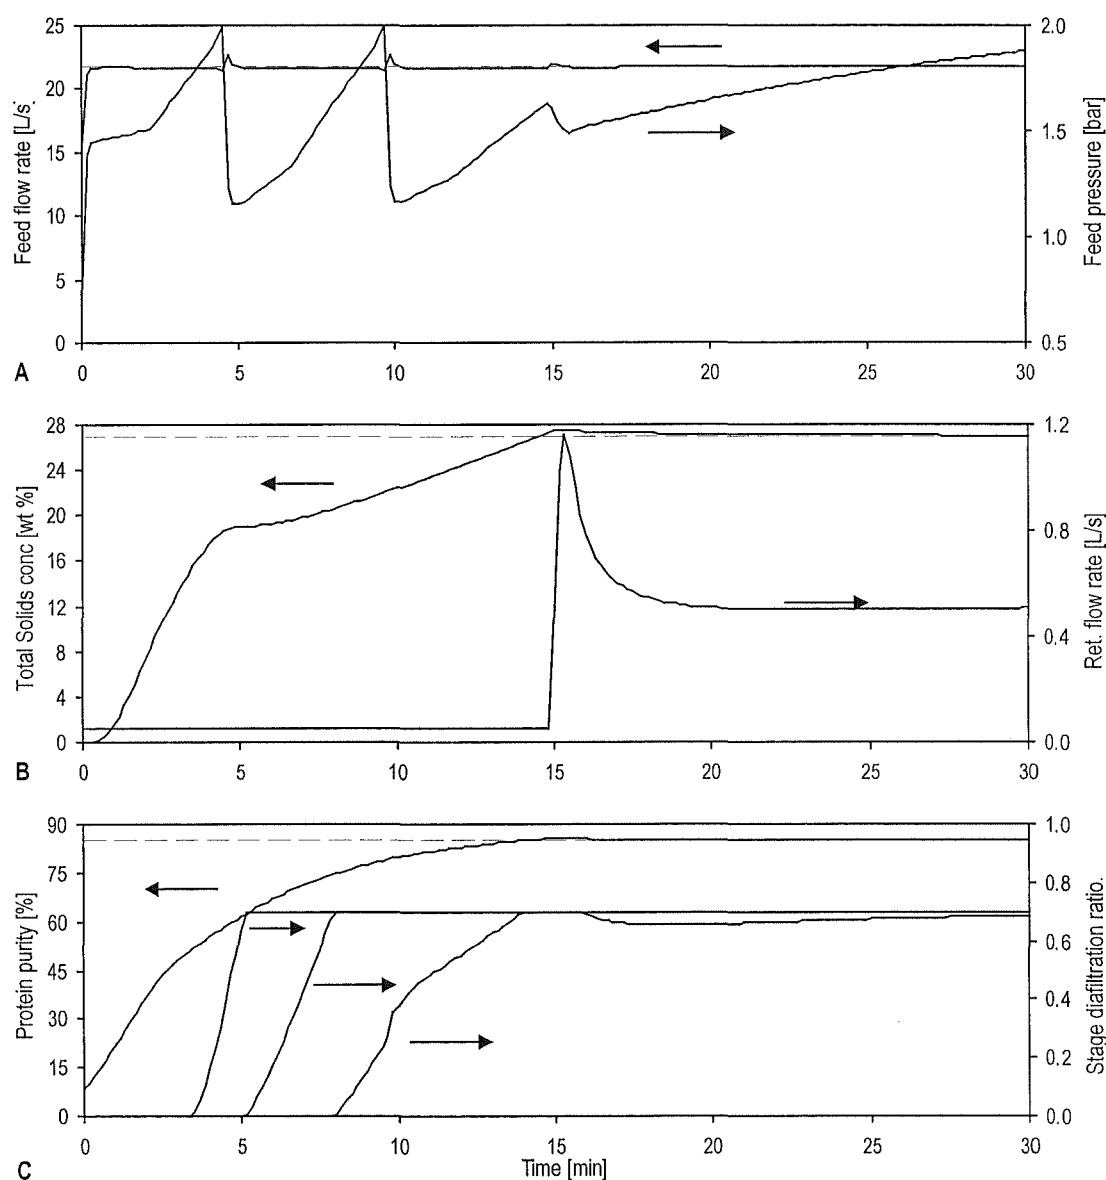 25
20
15
10
5
0
Feed flow rate [L/s]
2.0
1.5
1.0
0.5
Feed pressure [bar]
A
0 5 10 15 20 25 30
28
24
20
16
12
8
4
0
Total Solids conc [wt %]
1.2
0.8
0.4
0.0
Ret. flow rate [L/s]
B
0 5 10 15 20 25 30
90
75
60
45
30
15
0
Protein purity [%]
1.0
0.8
0.6
0.4
0.2
0.0
Stage diafiltration ratio.
0 5 10 15 20 25 30
C
Time [min]